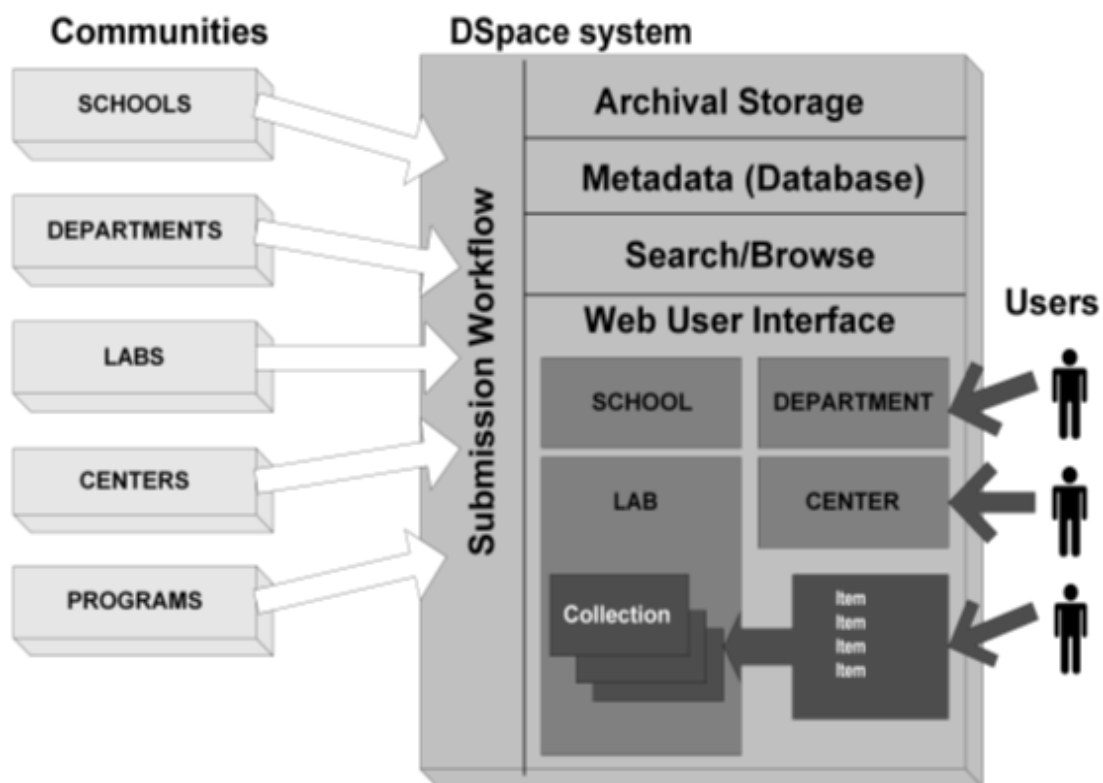 Communities
DSpace system
SCHOOLS
DEPARTMENTS
LABS
CENTERS
PROGRAMS
Submission Workflow
Archival Storage
Metadata (Database)
Search/Browse
Web User Interface
SCHOOL
DEPARTMENT
LAB
CENTER
Collection
Item
Item
Item
Item
Users